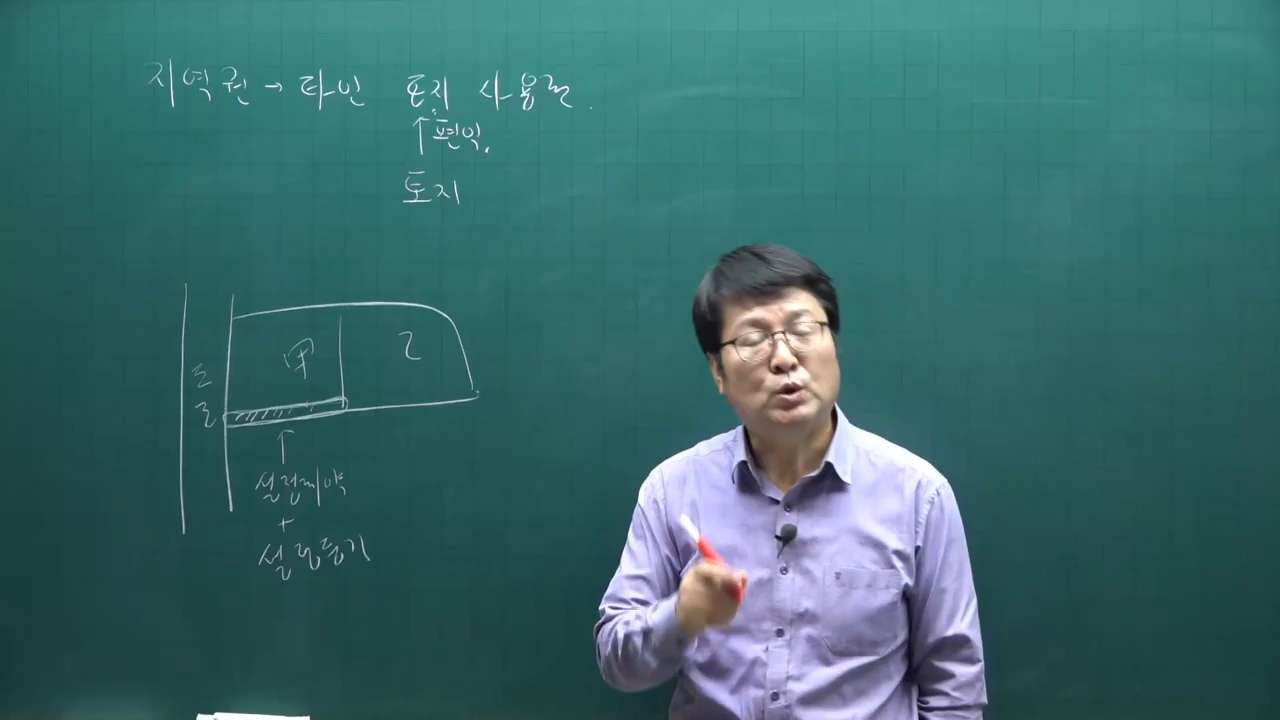 지역권 → 타인 토지 사용권.
↑편익.
토지
甲 乙
도
로
↑
설정계약
+
설정등기